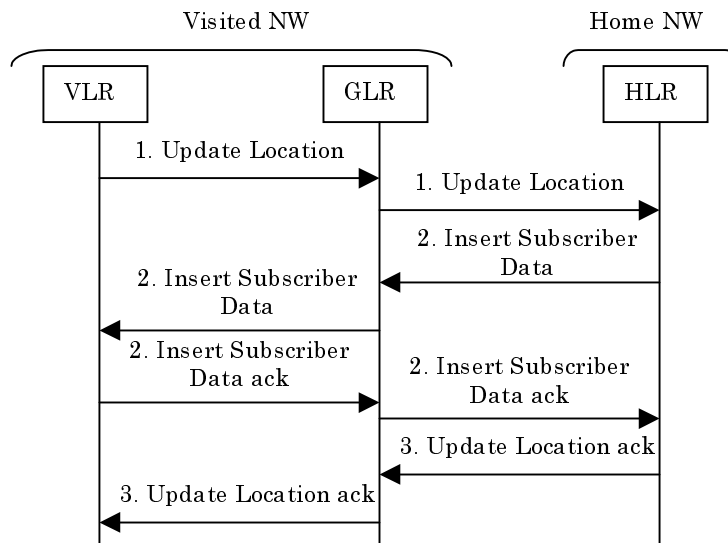 Visited NW
Home NW
VLR
GLR
HLR
1. Update Location
1. Update Location
2. Insert Subscriber
Data
2. Insert Subscriber
Data
2. Insert Subscriber
Data ack
2. Insert Subscriber
Data ack
3. Update Location ack
3. Update Location ack